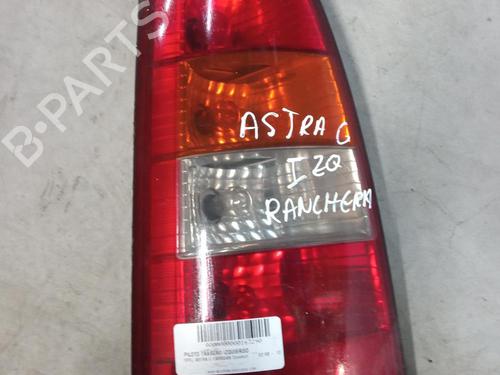 B-PARTS
ASTRA G
IZQ
RANCHERA
PILOTO TRASERO IZQUIERDO